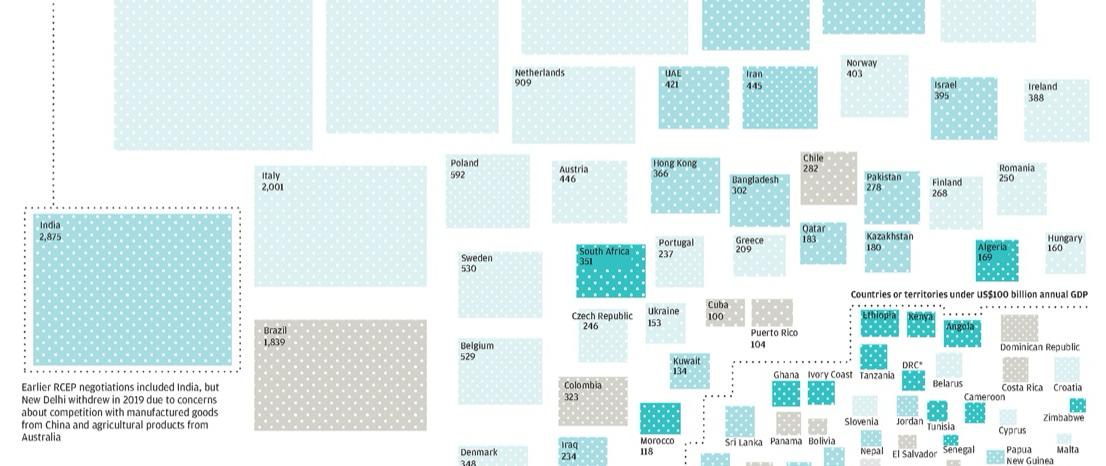 Netherlands
909
UAE
421
Iran
445
Norway
403
Israel
395
Ireland
388
Italy
2,001
Poland
592
Austria
446
Hong Kong
366
Bangladesh
302
Chile
282
Pakistan
278
Finland
268
Romania
250
India
2,875
Sweden
530
South Africa
351
Portugal
237
Greece
209
Qatar
183
Kazakhstan
180
Algeria
169
Hungary
160
Countries or territories under US$100 billion annual GDP
Brazil
1,839
Belgium
529
Czech Republic
246
Ukraine
153
Cuba
100
Puerto Rico
104
Kuwait
134
Colombia
323
Morocco
118
Iraq
234
Denmark
348
Ethiopia
Kenya
Angola
Dominican Republic
Tanzania
DRC*
Belarus
Costa Rica
Croatia
Ghana
Ivory Coast
Cameroon
Zimbabwe
Slovenia
Jordan
Tunisia
Cyprus
Sri Lanka
Panama
Bolivia
Nepal
El Salvador
Senegal
Papua
New Guinea
Malta
Earlier RCEP negotiations included India, but
New Delhi withdrew in 2019 due to concerns
about competition with manufactured goods
from China and agricultural products from
Australia